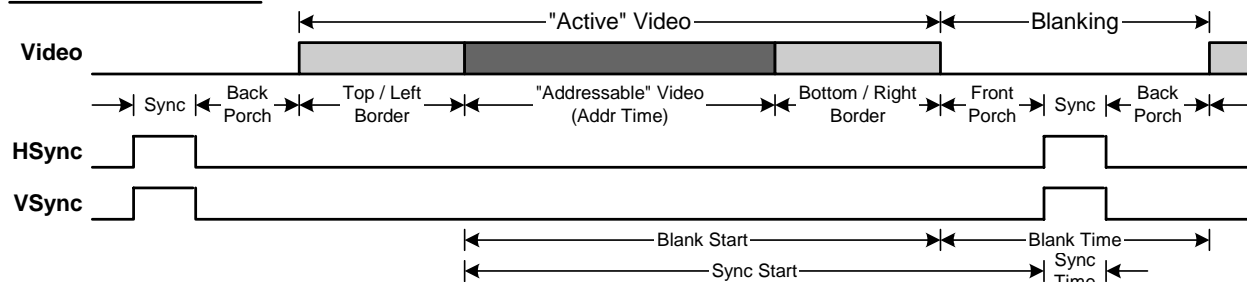 "Active" Video
Blanking
Video
Sync
Back
Porch
Top / Left
Border
"Addressable" Video
(Addr Time)
Bottom / Right
Border
Front
Porch
Sync
Back
Porch
HSync
VSync
Blank Start
Blank Time
Sync Start
Sync
Time